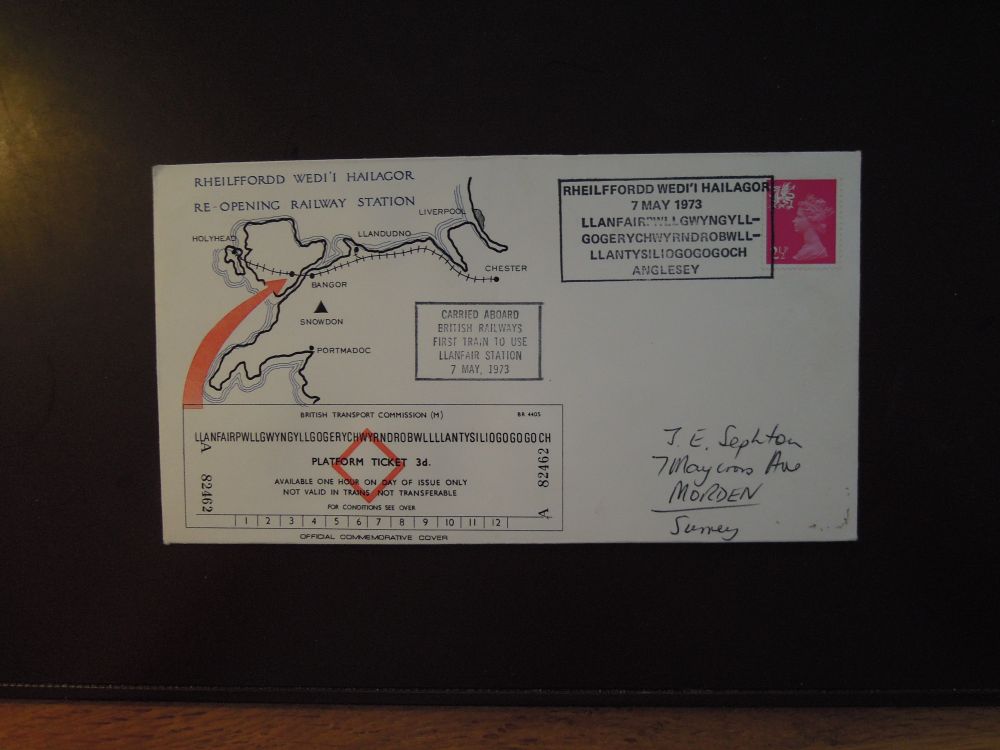 RHEILFFORDD WEDI'I HAILAGOR
RE-OPENING RAILWAY STATION
LIVERPOOL
HOLYHEAD
LLANDUDNO
CHESTER
BANGOR
SNOWDON
PORTMADOC
RHEILFFORDD WEDI'I HAILAGOR
7 MAY 1973
LLANFAIRPWLLGWYNGYLL-
GOGERYCHWYRNDROBWLL-
LLANTYSILIOGOGOGOCH
ANGLESEY
2½
CARRIED ABOARD
BRITISH RAILWAYS
FIRST TRAIN TO USE
LLANFAIR STATION
7 MAY, 1973
BRITISH TRANSPORT COMMISSION (M) BR 4405
LLANFAIRPWLLGWYNGYLLGOGERYCHWYRNDROBWLLLLANTYSILIOGOGOGOCH
A 82462
PLATFORM TICKET 3d.
AVAILABLE ONE HOUR ON DAY OF ISSUE ONLY
NOT VALID IN TRAINS NOT TRANSFERABLE
FOR CONDITIONS SEE OVER
A 82462
1 2 3 4 5 6 7 8 9 10 11 12
OFFICIAL COMMEMORATIVE COVER
J. E. Sephton
7 Maycross Ave
MORDEN
Surrey